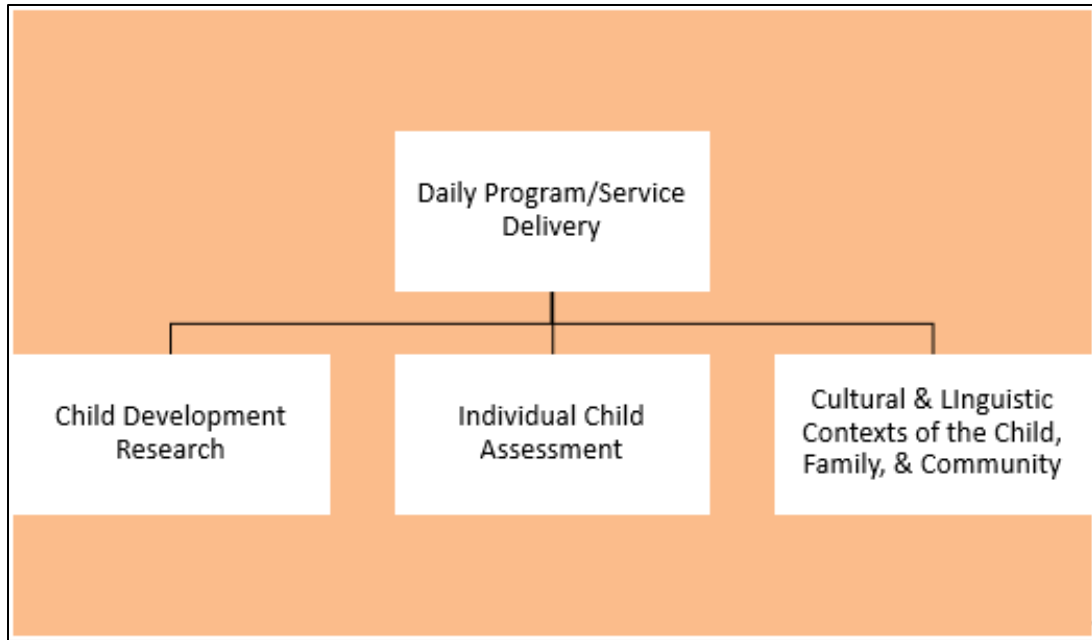 Daily Program/Service
Delivery
Child Development
Research
Individual Child
Assessment
Cultural & LInguistic
Contexts of the Child,
Family, & Community